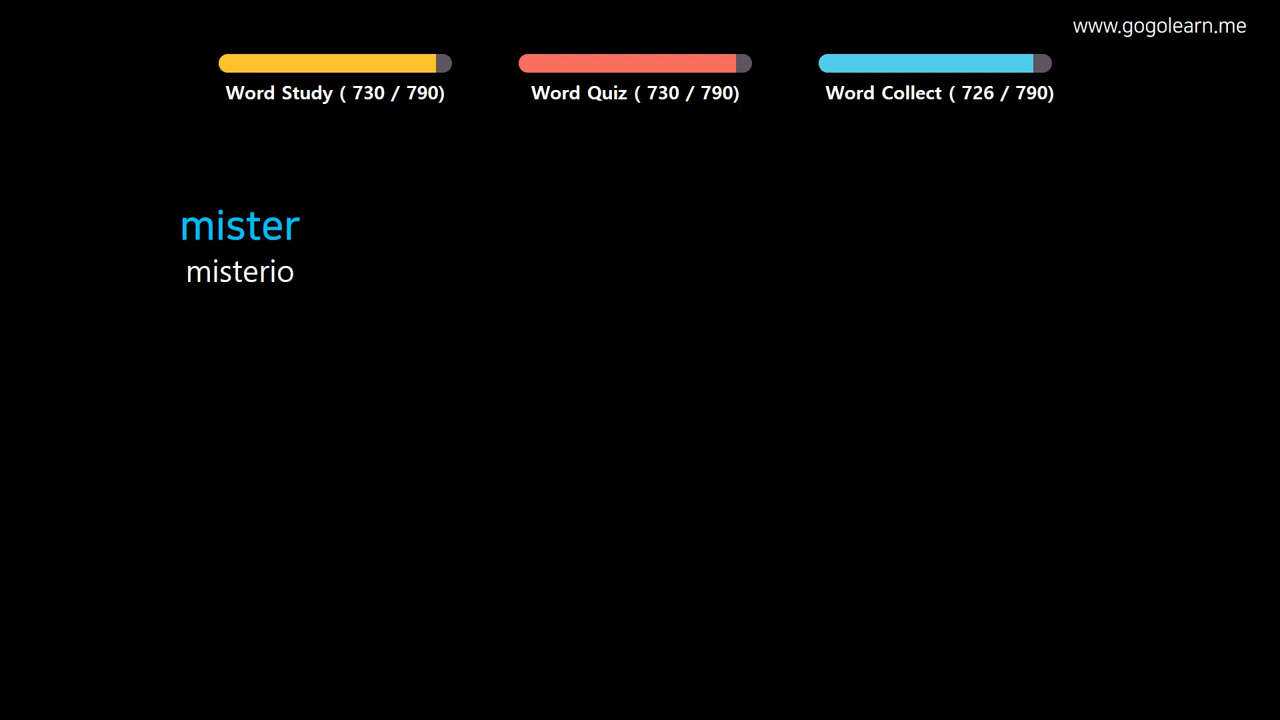 www.gogolearn.me
Word Study ( 730 / 790)
Word Quiz ( 730 / 790)
Word Collect ( 726 / 790)
mister
misterio